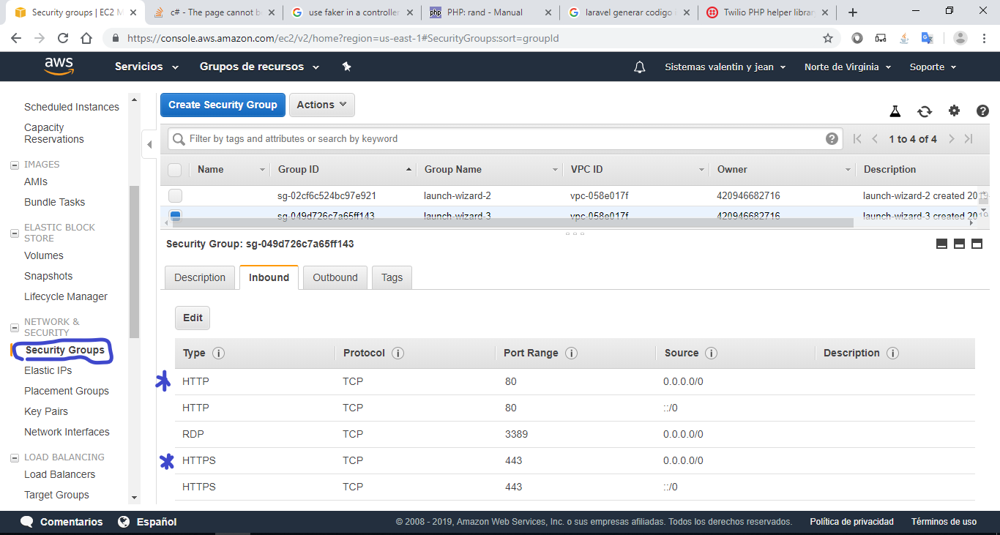 Security groups | EC2 M
c# - The page cannot b
use faker in a controller
php PHP: rand - Manual
laravel generar codigo
Twilio PHP helper librar
https://console.aws.amazon.com/ec2/v2/home?region=us-east-1#SecurityGroups:sort=groupId
aws Servicios Grupos de recursos Sistemas valentin y jean Norte de Virginia Soporte
Scheduled Instances
Capacity
Reservations
IMAGES
AMIs
Bundle Tasks
ELASTIC BLOCK
STORE
Volumes
Snapshots
Lifecycle Manager
NETWORK &
SECURITY
Security Groups
Elastic IPs
Placement Groups
Key Pairs
Network Interfaces
LOAD BALANCING
Load Balancers
Target Groups
Create Security Group Actions
Filter by tags and attributes or search by keyword
1 to 4 of 4
Name Group ID Group Name VPC ID Owner Description
sg-02cf6c524bc97e921 launch-wizard-2 vpc-058e017f 420946682716 launch-wizard-2 created 2019-
sg-049d726c7a65ff143 launch-wizard-3 vpc-058e017f 420946682716 launch-wizard-3 created 2019
Security Group: sg-049d726c7a65ff143
Description Inbound Outbound Tags
Edit
Type Protocol Port Range Source Description
HTTP TCP 80 0.0.0.0/0
HTTP TCP 80 ::/0
RDP TCP 3389 0.0.0.0/0
HTTPS TCP 443 0.0.0.0/0
HTTPS TCP 443 ::/0
Comentarios Español © 2008 - 2019, Amazon Web Services, Inc. o sus empresas afiliadas. Todos los derechos reservados. Política de privacidad Términos de uso